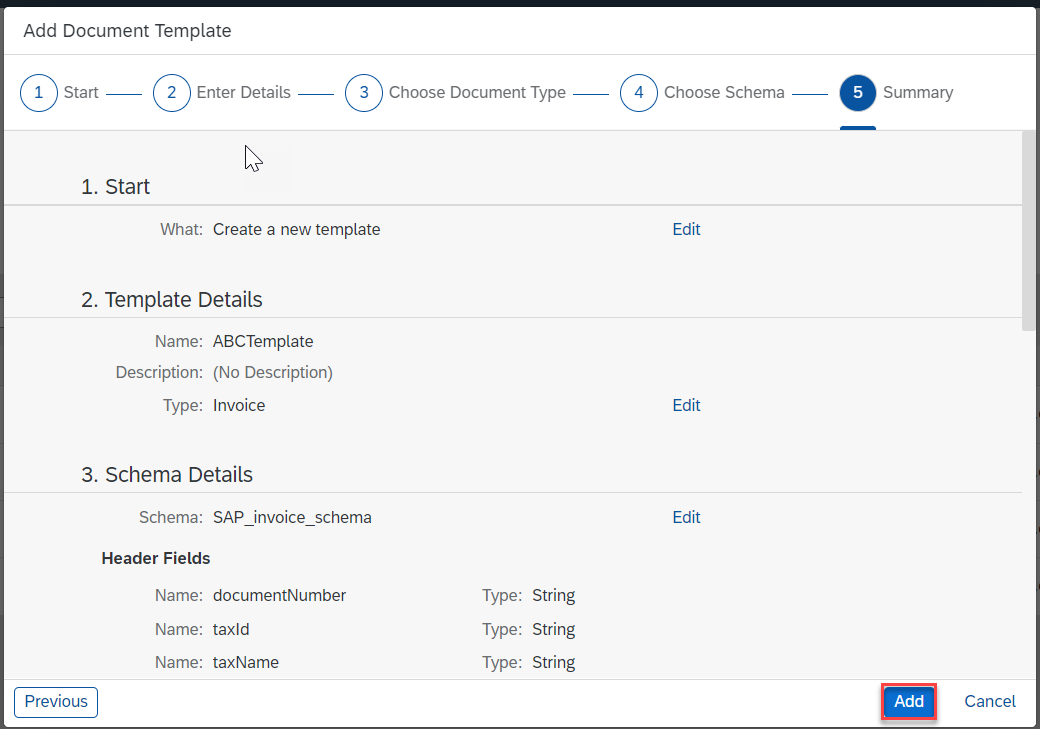 Add Document Template
1 Start 2 Enter Details 3 Choose Document Type 4 Choose Schema 5 Summary
1. Start
What: Create a new template Edit
2. Template Details
Name: ABCTemplate
Description: (No Description)
Type: Invoice Edit
3. Schema Details
Schema: SAP_invoice_schema Edit
Header Fields
Name: documentNumber Type: String
Name: taxId Type: String
Name: taxName Type: String
Previous Add Cancel